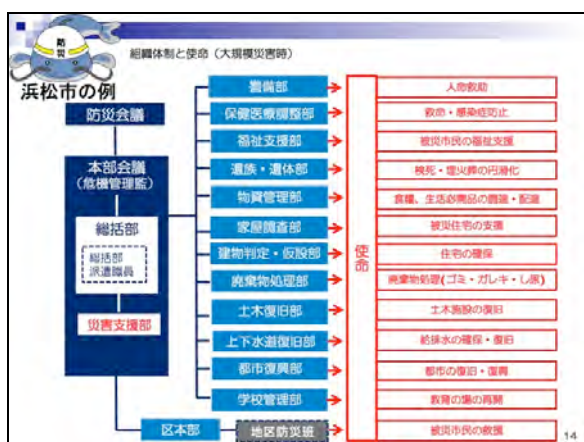 組織体制と使命（大規模災害時）
防災
浜松市の例
防災会議
本部会議
（危機管理監）
総括部
総括部
派遣職員
災害支援部
警備部
人命救助
保健医療調整部
救命・感染症防止
福祉支援部
被災市民の福祉支援
遺族・遺体部
検死・埋火葬の円滑化
物資管理部
食糧、生活必需品の調達・配給
家屋調査部
被災住宅の支援
建物判定・仮設部
住宅の確保
廃棄物処理部
廃棄物処理(ゴミ・ガレキ・し尿)
土木復旧部
土木施設の復旧
上下水道復旧部
給排水の確保・復旧
都市復興部
都市の復旧・復興
学校管理部
教育の場の再開
使命
区本部
地区防災班
被災市民の救援
14